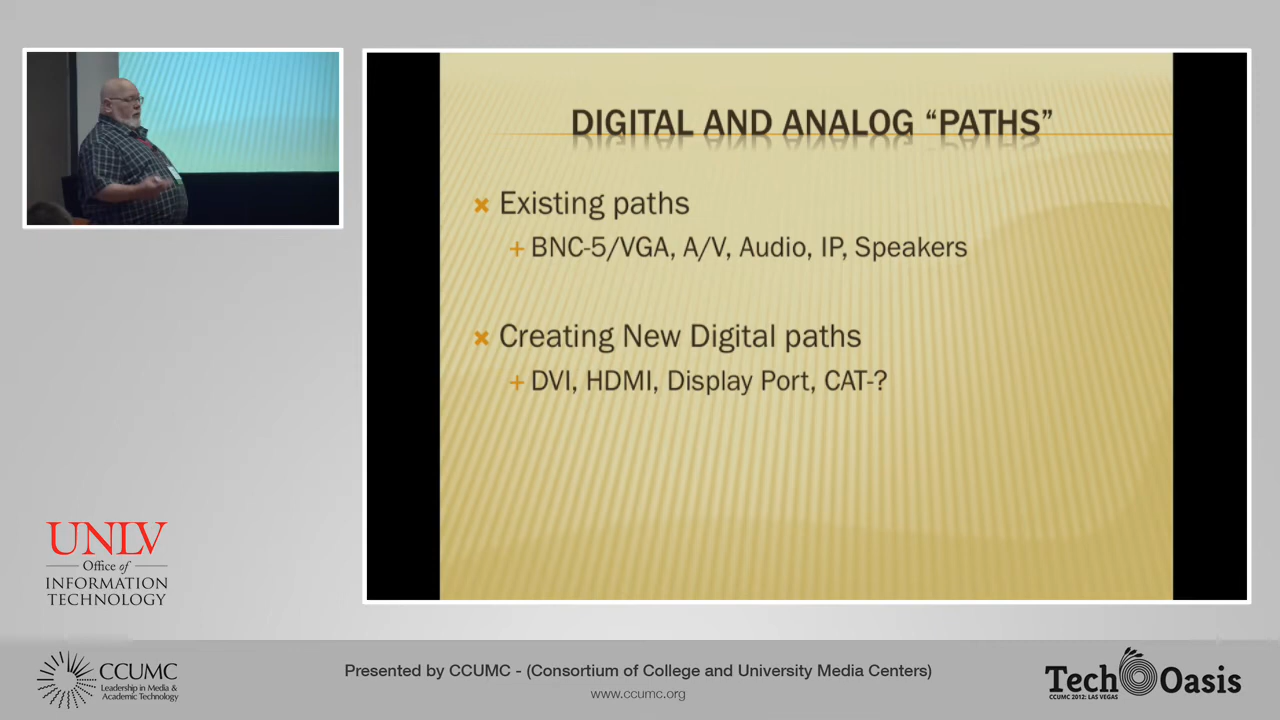 DIGITAL AND ANALOG “PATHS”
Existing paths
BNC-5/VGA, A/V, Audio, IP, Speakers
Creating New Digital paths
DVI, HDMI, Display Port, CAT-?
UNLV
Office of
INFORMATION
TECHNOLOGY
CCUMC
Leadership in Media &
Academic Technology
Presented by CCUMC - (Consortium of College and University Media Centers)
www.ccumc.org
Tech Oasis
CCUMC 2012: LAS VEGAS